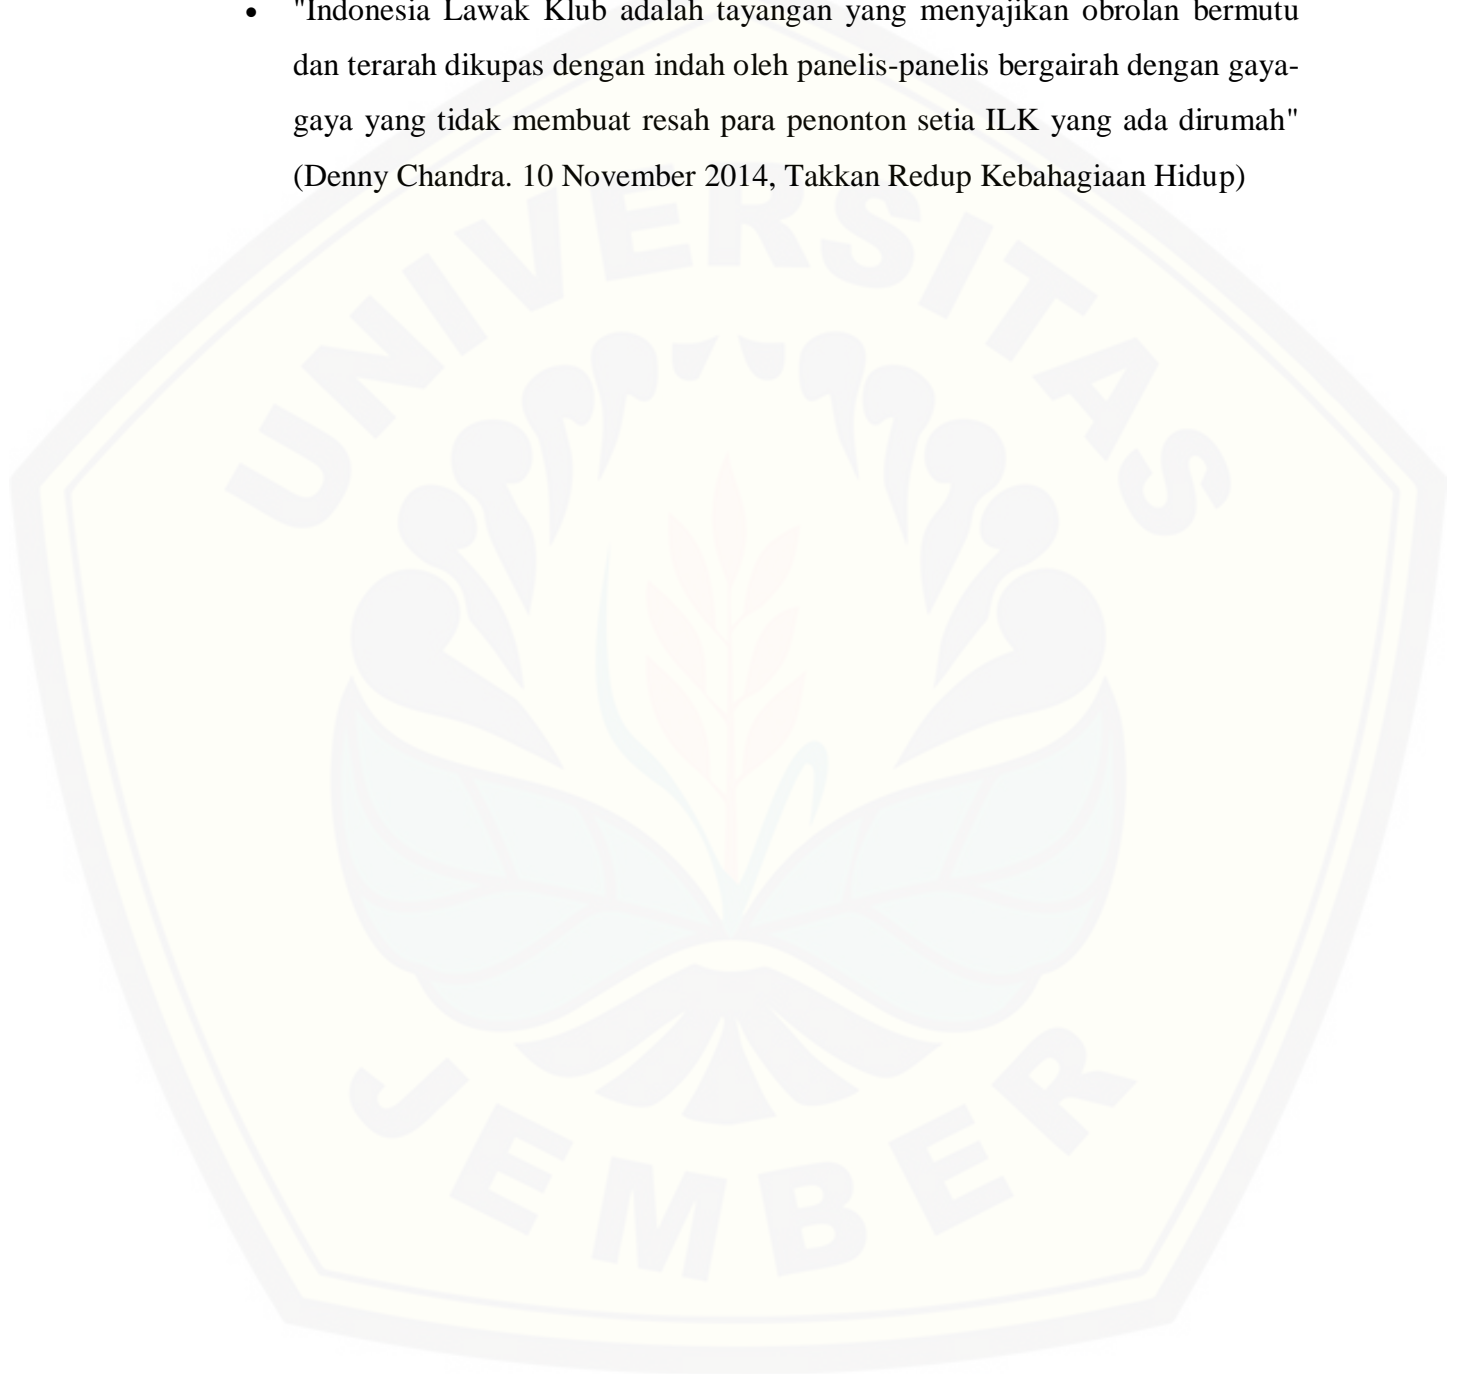 • "Indonesia Lawak Klub adalah tayangan yang menyajikan obrolan bermutu
dan terarah dikupas dengan indah oleh panelis-panelis bergairah dengan gaya-
gaya yang tidak membuat resah para penonton setia ILK yang ada dirumah"
(Denny Chandra. 10 November 2014, Takkan Redup Kebahagiaan Hidup)
UNIVERSITAS
JEMBER